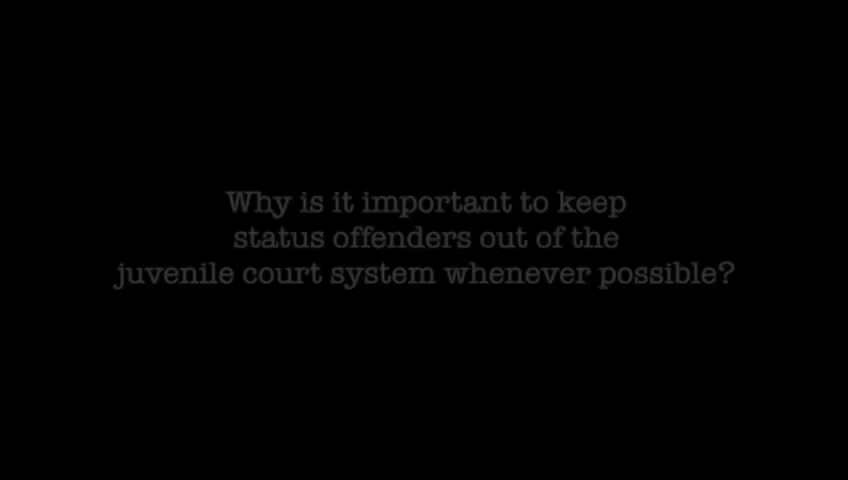 Why is it important to keep
status offenders out of the
juvenile court system whenever possible?